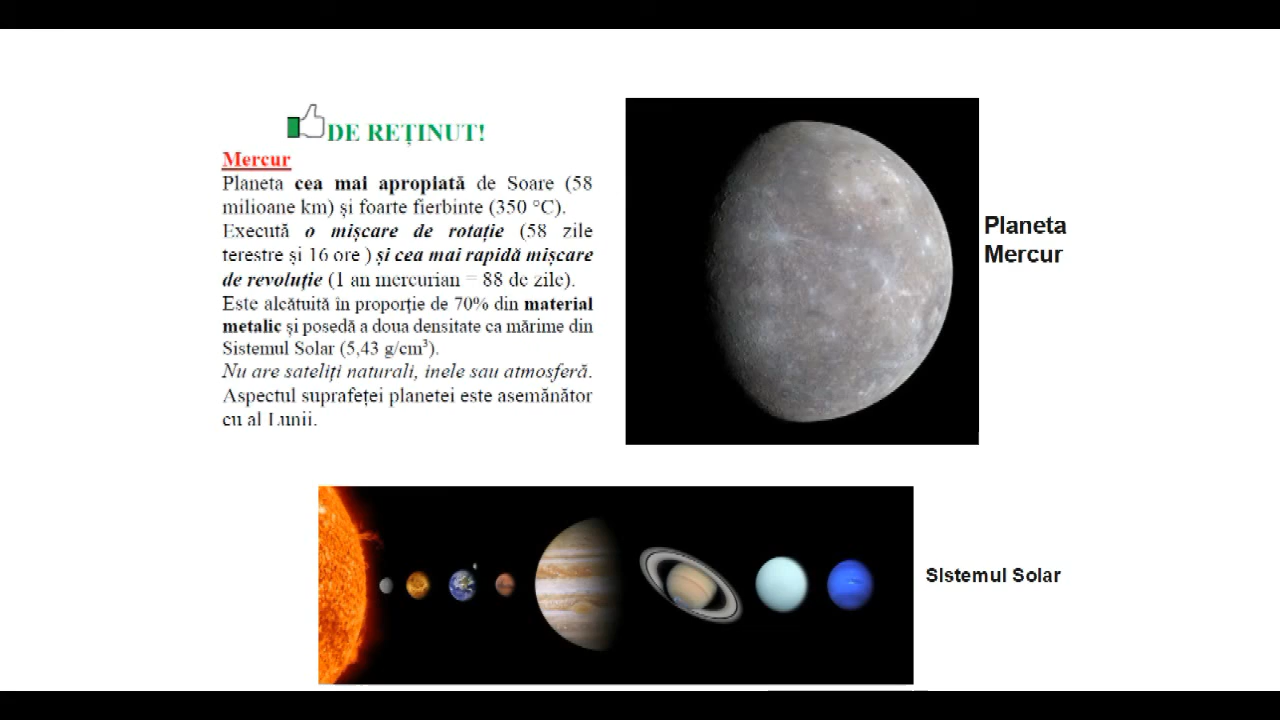 DE REȚINUT!
Mercur
Planeta cea mai apropiată de Soare (58
milioane km) și foarte fierbinte (350 °C).
Execută o mișcare de rotație (58 zile
terestre și 16 ore ) și cea mai rapidă mișcare
de revoluție (1 an mercurian = 88 de zile).
Este alcătuită în proporție de 70% din material
metalic și posedă a doua densitate ca mărime din
Sistemul Solar (5,43 g/cm³).
Nu are sateliți naturali, inele sau atmosferă.
Aspectul suprafeței planetei este asemănător
cu al Lunii.
Planeta
Mercur
Sistemul Solar